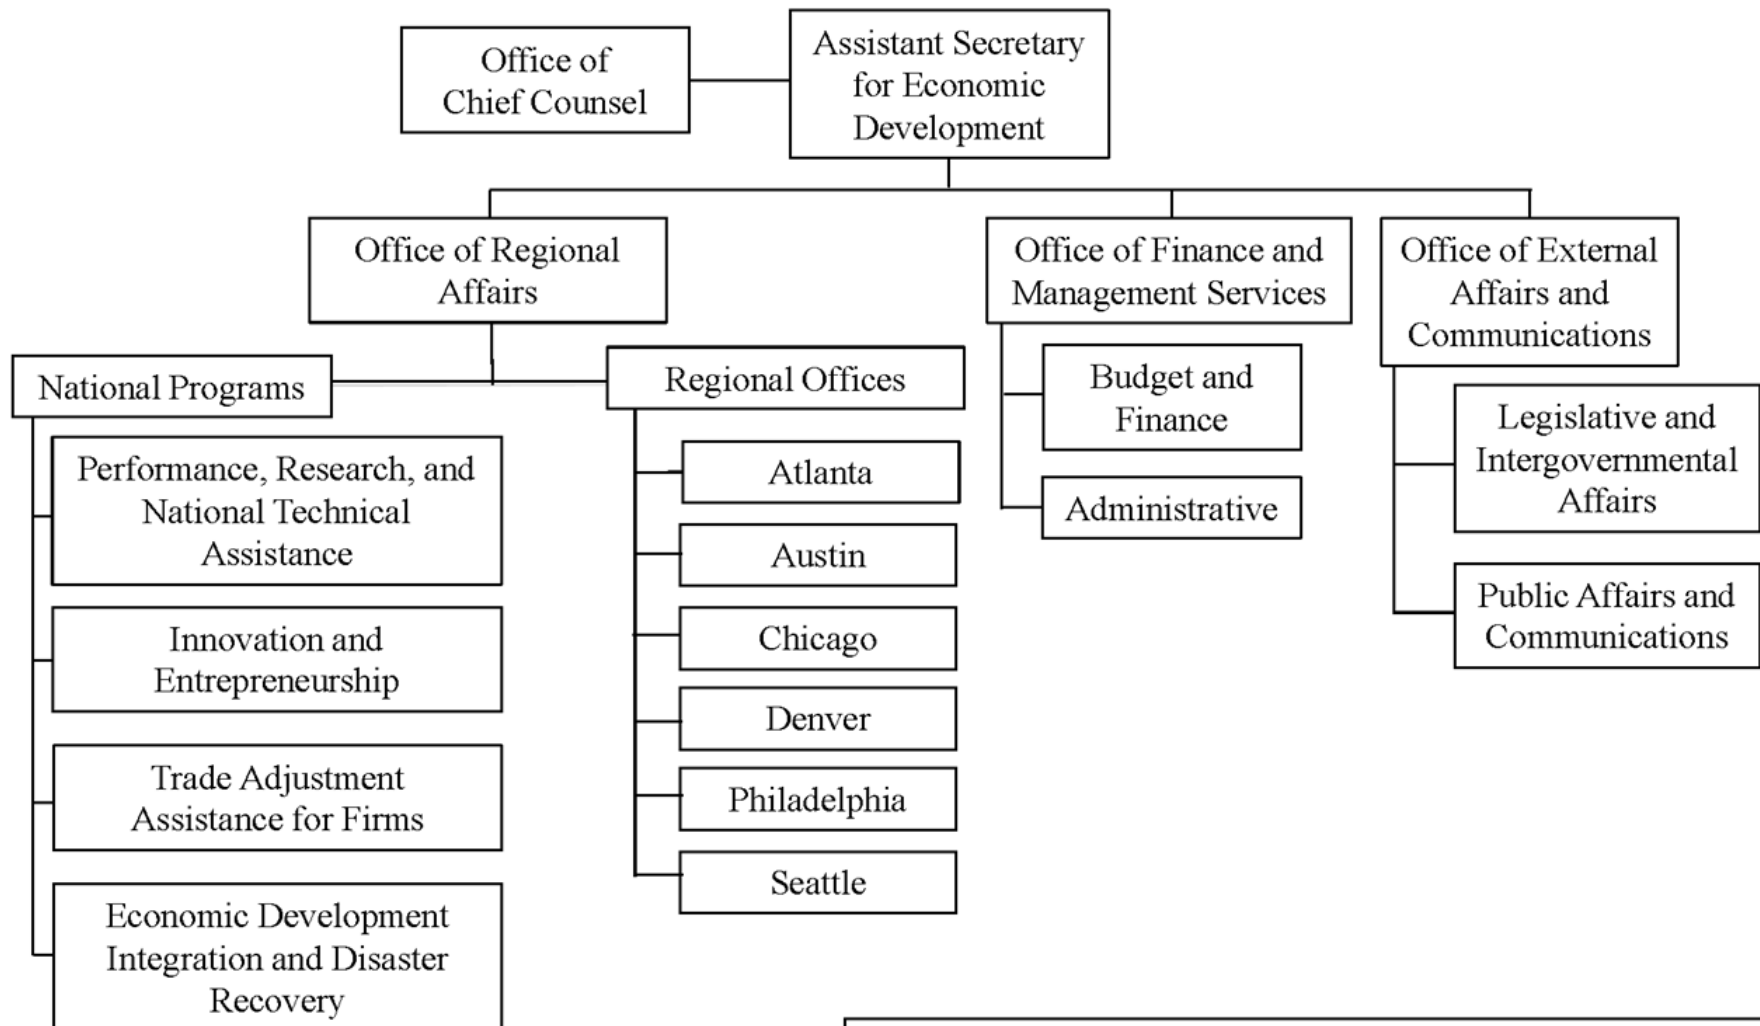 Office of
Chief Counsel
Assistant Secretary
for Economic
Development
Office of Regional
Affairs
Office of Finance and
Management Services
Office of External
Affairs and
Communications
National Programs
Performance, Research, and
National Technical
Assistance
Innovation and
Entrepreneurship
Trade Adjustment
Assistance for Firms
Economic Development
Integration and Disaster
Recovery
Regional Offices
Atlanta
Austin
Chicago
Denver
Philadelphia
Seattle
Budget and
Finance
Administrative
Legislative and
Intergovernmental
Affairs
Public Affairs and
Communications